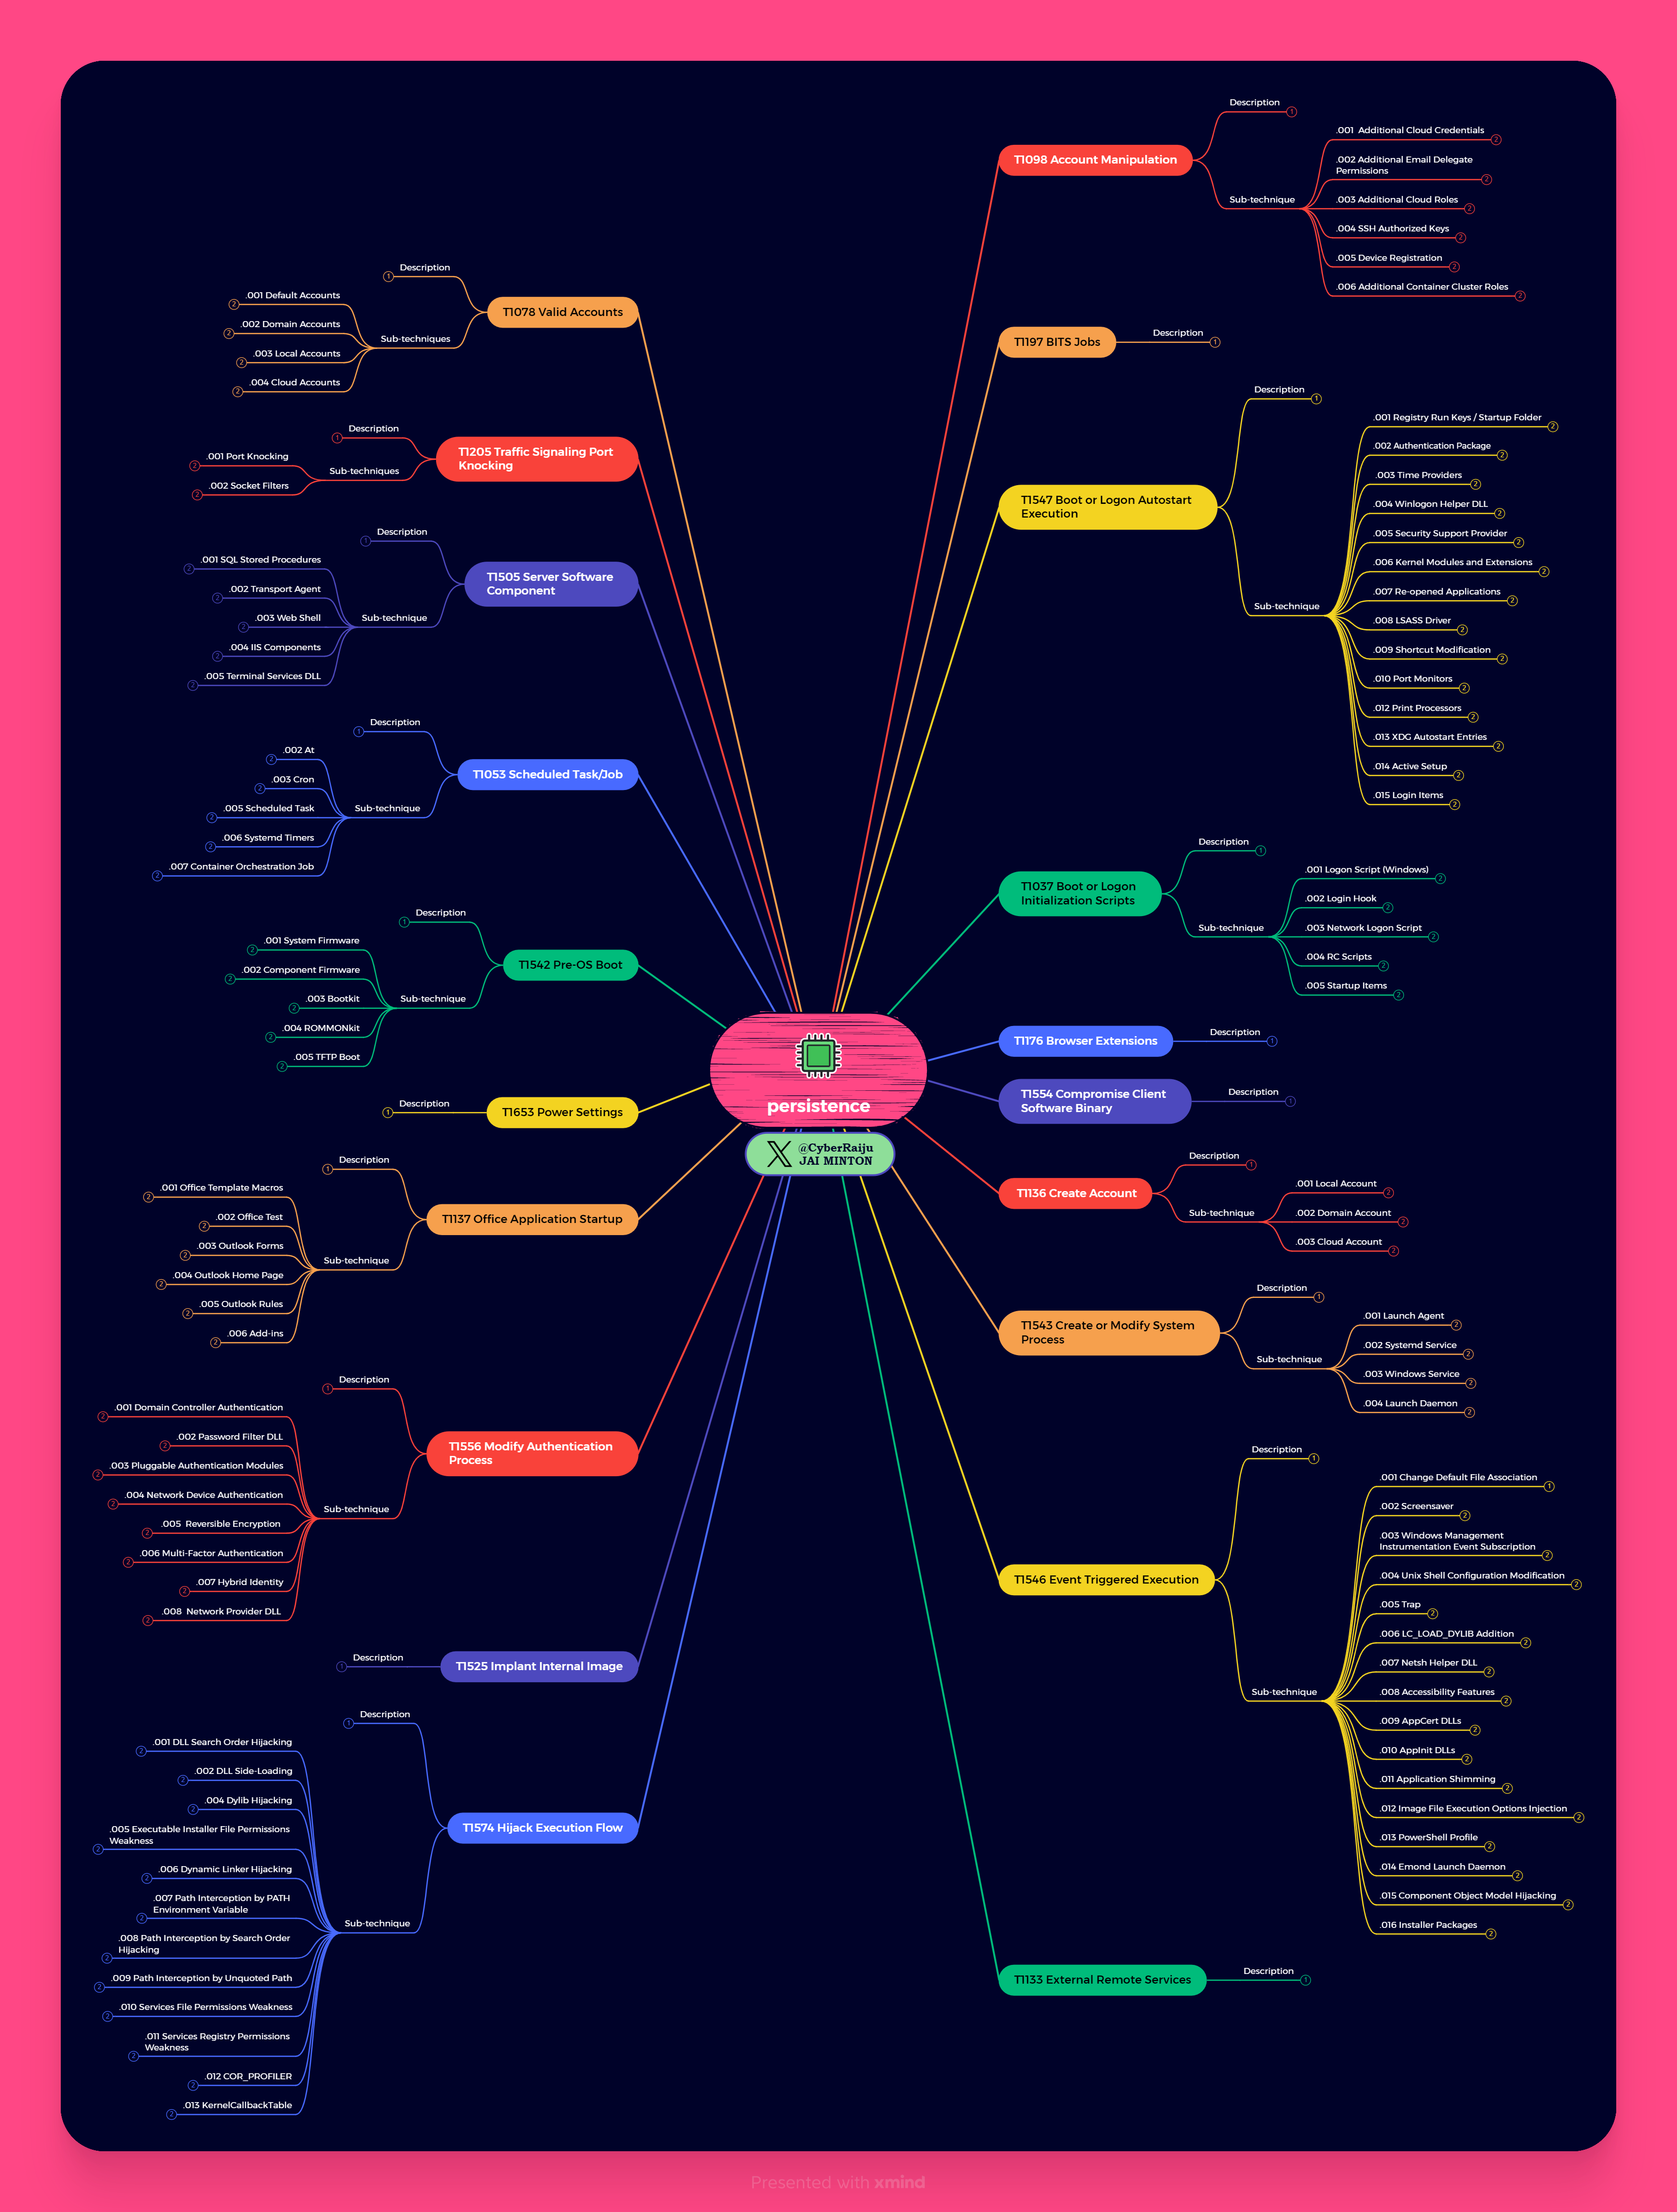 persistence
@CyberRaiju
JAI MINTON
T1098 Account Manipulation
Description
1
Sub-technique
.001  Additional Cloud Credentials
2
.002 Additional Email Delegate
Permissions
2
.003 Additional Cloud Roles
2
.004 SSH Authorized Keys
2
.005 Device Registration
2
.006 Additional Container Cluster Roles
2
T1197 BITS Jobs
Description
1
T1547 Boot or Logon Autostart
Execution
Description
1
Sub-technique
.001 Registry Run Keys / Startup Folder
2
.002 Authentication Package
2
.003 Time Providers
2
.004 Winlogon Helper DLL
2
.005 Security Support Provider
2
.006 Kernel Modules and Extensions
2
.007 Re-opened Applications
2
.008 LSASS Driver
2
.009 Shortcut Modification
2
.010 Port Monitors
2
.012 Print Processors
2
.013 XDG Autostart Entries
2
.014 Active Setup
2
.015 Login Items
2
T1037 Boot or Logon
Initialization Scripts
Description
1
Sub-technique
.001 Logon Script (Windows)
2
.002 Login Hook
2
.003 Network Logon Script
2
.004 RC Scripts
2
.005 Startup Items
2
T1176 Browser Extensions
Description
1
T1554 Compromise Client
Software Binary
Description
1
T1136 Create Account
Description
1
Sub-technique
.001 Local Account
2
.002 Domain Account
2
.003 Cloud Account
2
T1543 Create or Modify System
Process
Description
1
Sub-technique
.001 Launch Agent
2
.002 Systemd Service
2
.003 Windows Service
2
.004 Launch Daemon
2
T1546 Event Triggered Execution
Description
1
Sub-technique
.001 Change Default File Association
1
.002 Screensaver
2
.003 Windows Management
Instrumentation Event Subscription
2
.004 Unix Shell Configuration Modification
2
.005 Trap
2
.006 LC_LOAD_DYLIB Addition
2
.007 Netsh Helper DLL
2
.008 Accessibility Features
2
.009 AppCert DLLs
2
.010 AppInit DLLs
2
.011 Application Shimming
2
.012 Image File Execution Options Injection
2
.013 PowerShell Profile
2
.014 Emond Launch Daemon
2
.015 Component Object Model Hijacking
2
.016 Installer Packages
2
T1133 External Remote Services
Description
1
T1078 Valid Accounts
Description
1
Sub-techniques
.001 Default Accounts
2
.002 Domain Accounts
2
.003 Local Accounts
2
.004 Cloud Accounts
2
T1205 Traffic Signaling Port
Knocking
Description
1
Sub-techniques
.001 Port Knocking
2
.002 Socket Filters
2
T1505 Server Software
Component
Description
1
Sub-technique
.001 SQL Stored Procedures
2
.002 Transport Agent
2
.003 Web Shell
2
.004 IIS Components
2
.005 Terminal Services DLL
2
T1053 Scheduled Task/Job
Description
1
Sub-technique
.002 At
2
.003 Cron
2
.005 Scheduled Task
2
.006 Systemd Timers
2
.007 Container Orchestration Job
2
T1542 Pre-OS Boot
Description
1
Sub-technique
.001 System Firmware
2
.002 Component Firmware
2
.003 Bootkit
2
.004 ROMMONkit
2
.005 TFTP Boot
2
T1653 Power Settings
Description
1
T1137 Office Application Startup
Description
1
Sub-technique
.001 Office Template Macros
2
.002 Office Test
2
.003 Outlook Forms
2
.004 Outlook Home Page
2
.005 Outlook Rules
2
.006 Add-ins
2
T1556 Modify Authentication
Process
Description
1
Sub-technique
.001 Domain Controller Authentication
2
.002 Password Filter DLL
2
.003 Pluggable Authentication Modules
2
.004 Network Device Authentication
2
.005  Reversible Encryption
2
.006 Multi-Factor Authentication
2
.007 Hybrid Identity
2
.008  Network Provider DLL
2
T1525 Implant Internal Image
Description
1
T1574 Hijack Execution Flow
Description
1
Sub-technique
.001 DLL Search Order Hijacking
2
.002 DLL Side-Loading
2
.004 Dylib Hijacking
2
.005 Executable Installer File Permissions
Weakness
2
.006 Dynamic Linker Hijacking
2
.007 Path Interception by PATH
Environment Variable
2
.008 Path Interception by Search Order
Hijacking
2
.009 Path Interception by Unquoted Path
2
.010 Services File Permissions Weakness
2
.011 Services Registry Permissions
Weakness
2
.012 COR_PROFILER
2
.013 KernelCallbackTable
2
Presented with xmind